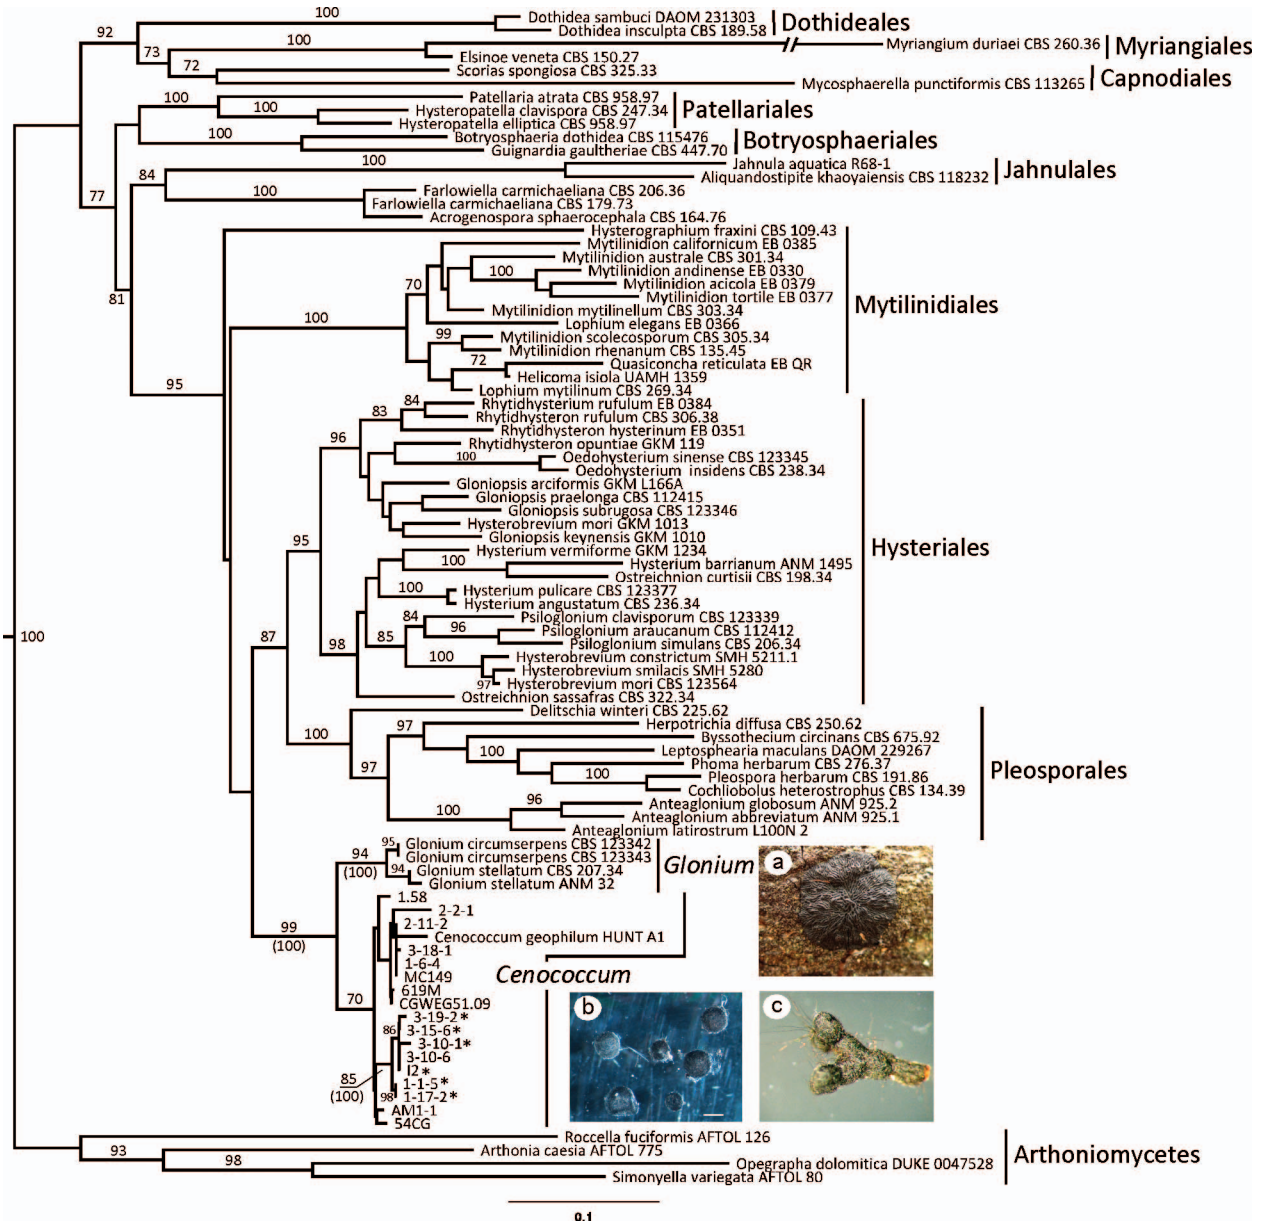 100
Dothidea sambuci DAOM 231303
Dothidea insculpta CBS 189.58
Dothideales
92
73
100
Myriangium duriaei CBS 260.36
Myriangiales
Elsinoe veneta CBS 150.27
72
Scorias spongiosa CBS 325.33
Mycosphaerella punctiformis CBS 113265
Capnodiales
100
Patellaria atrata CBS 958.97
100
Hysteropatella clavispora CBS 247.34
Hysteropatella elliptica CBS 958.97
Patellariales
100
Botryosphaeria dothidea CBS 115476
Guignardia gaultheriae CBS 447.70
Botryosphaeriales
77
84
100
Jahnula aquatica R68-1
Aliquandostipite khaoyaiensis CBS 118232
Jahnulales
100
Farlowiella carmichaeliana CBS 206.36
Farlowiella carmichaeliana CBS 179.73
Acrogenospora sphaerocephala CBS 164.76
81
95
Hysterographium fraxini CBS 109.43
Mytilinidion californicum EB 0385
Mytilinidion australe CBS 301.34
100
Mytilinidion andinense EB 0330
Mytilinidion acicola EB 0379
Mytilinidion tortile EB 0377
70
Mytilinidion mytilinellum CBS 303.34
Lophium elegans EB 0366
Mytilinidiales
100
99
Mytilinidion scolecosporum CBS 305.34
Mytilinidion rhenanum CBS 135.45
72
Quasiconcha reticulata EB QR
Helicoma isiola UAMH 1359
Lophium mytilinum CBS 269.34
84
83
Rhytidhysterium rufulum EB 0384
Rhytidhysteron rufulum CBS 306.38
Rhytidhysteron hysterinum EB 0351
96
Rhytidhysteron opuntiae GKM 119
100
Oedohysterium sinense CBS 123345
Oedohysterium insidens CBS 238.34
Gloniopsis arciformis GKM L166A
Gloniopsis praelonga CBS 112415
Gloniopsis subrugosa CBS 123346
Hysterobrevium mori GKM 1013
Gloniopsis keynensis GKM 1010
95
Hysterium vermiforme GKM 1234
Hysteriales
100
Hysterium barrianum ANM 1495
Ostreichnion curtisii CBS 198.34
100
Hysterium pulicare CBS 123377
Hysterium angustatum CBS 236.34
84
Psiloglonium clavisporum CBS 123339
96
Psiloglonium araucanum CBS 112412
Psiloglonium simulans CBS 206.34
85
98
100
Hysterobrevium constrictum SMH 5211.1
Hysterobrevium smilacis SMH 5280
97
Hysterobrevium mori CBS 123564
Ostreichnion sassafras CBS 322.34
87
100
100
Delitschia winteri CBS 225.62
97
Herpotrichia diffusa CBS 250.62
Byssothecium circinans CBS 675.92
100
Leptosphearia maculans DAOM 229267
Phoma herbarum CBS 276.37
100
Pleospora herbarum CBS 191.86
Cochliobolus heterostrophus CBS 134.39
Pleosporales
97
96
Anteaglonium globosum ANM 925.2
100
Anteaglonium abbreviatum ANM 925.1
Anteaglonium latirostrum L100N 2
95
Glonium circumserpens CBS 123342
94
(100)
Glonium circumserpens CBS 123343
94
Glonium stellatum CBS 207.34
Glonium stellatum ANM 32
Glonium
a
99
(100)
1.58
2-2-1
2-11-2
Cenococcum geophilum HUNT A1
3-18-1
1-6-4
MC149
Cenococcum
619M
CGWEG51.09
70
3-19-2*
86
3-15-6*
3-10-1*
3-10-6
I2*
85
(100)
1-1-5*
98
1-17-2*
AM1-1
54CG
b
c
Roccella fuciformis AFTOL 126
93
Arthonia caesia AFTOL 775
98
Opegrapha dolomitica DUKE 0047528
Simonyella variegata AFTOL 80
Arthoniomycetes
0.1